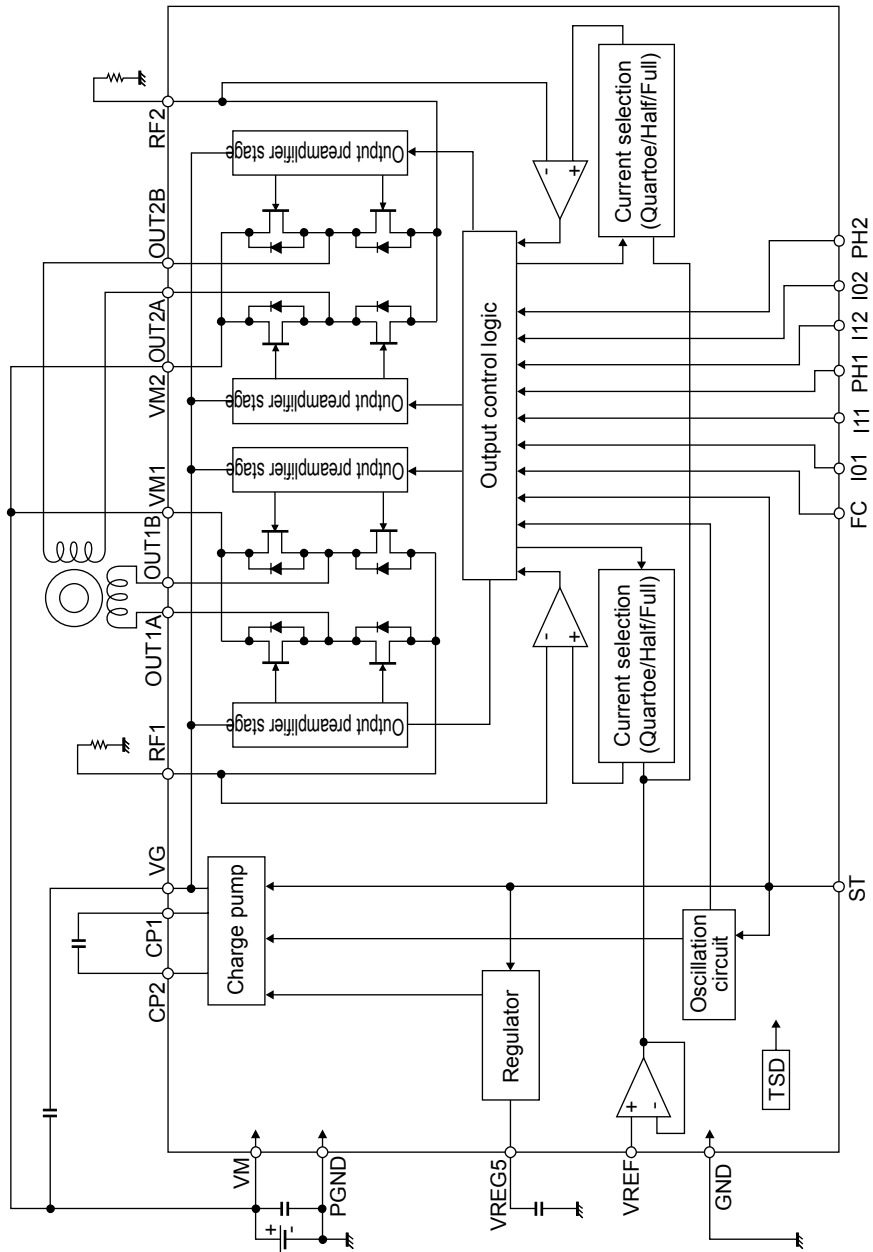 RF2
OUT2B
OUT2A
VM2
VM1
OUT1B
OUT1A
RF1
VG
CP1
CP2
Output preamplifier stage
Output preamplifier stage
Output preamplifier stage
Output preamplifier stage
Output control logic
- +
- +
Current selection
(Quartoe/Half/Full)
Current selection
(Quartoe/Half/Full)
Charge pump
Regulator
Oscillation
circuit
TSD
+ -
+ -
VM
PGND
VREG5
VREF
GND
ST
FC
I01
I11
PH1
I12
I02
PH2